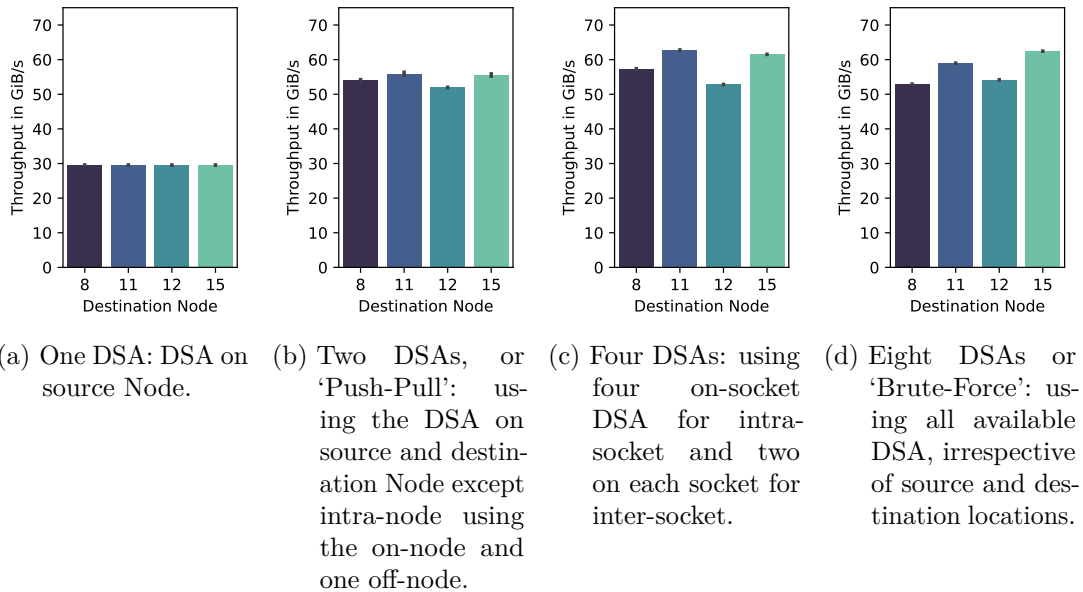 70
60
50
40
30
20
10
0
Throughput in GiB/s
8 11 12 15
Destination Node
70
60
50
40
30
20
10
0
Throughput in GiB/s
8 11 12 15
Destination Node
70
60
50
40
30
20
10
0
Throughput in GiB/s
8 11 12 15
Destination Node
70
60
50
40
30
20
10
0
Throughput in GiB/s
8 11 12 15
Destination Node
a) One DSA: DSA on
source Node.
(b) Two DSAs, or
‘Push-Pull’: us-
ing the DSA on
source and destin-
ation Node except
intra-node using
the on-node and
one off-node.
(c) Four DSAs: using
four on-socket
DSA for intra-
socket and two
on each socket for
inter-socket.
(d) Eight DSAs or
‘Brute-Force’: us-
ing all available
DSA, irrespective
of source and des-
tination locations.